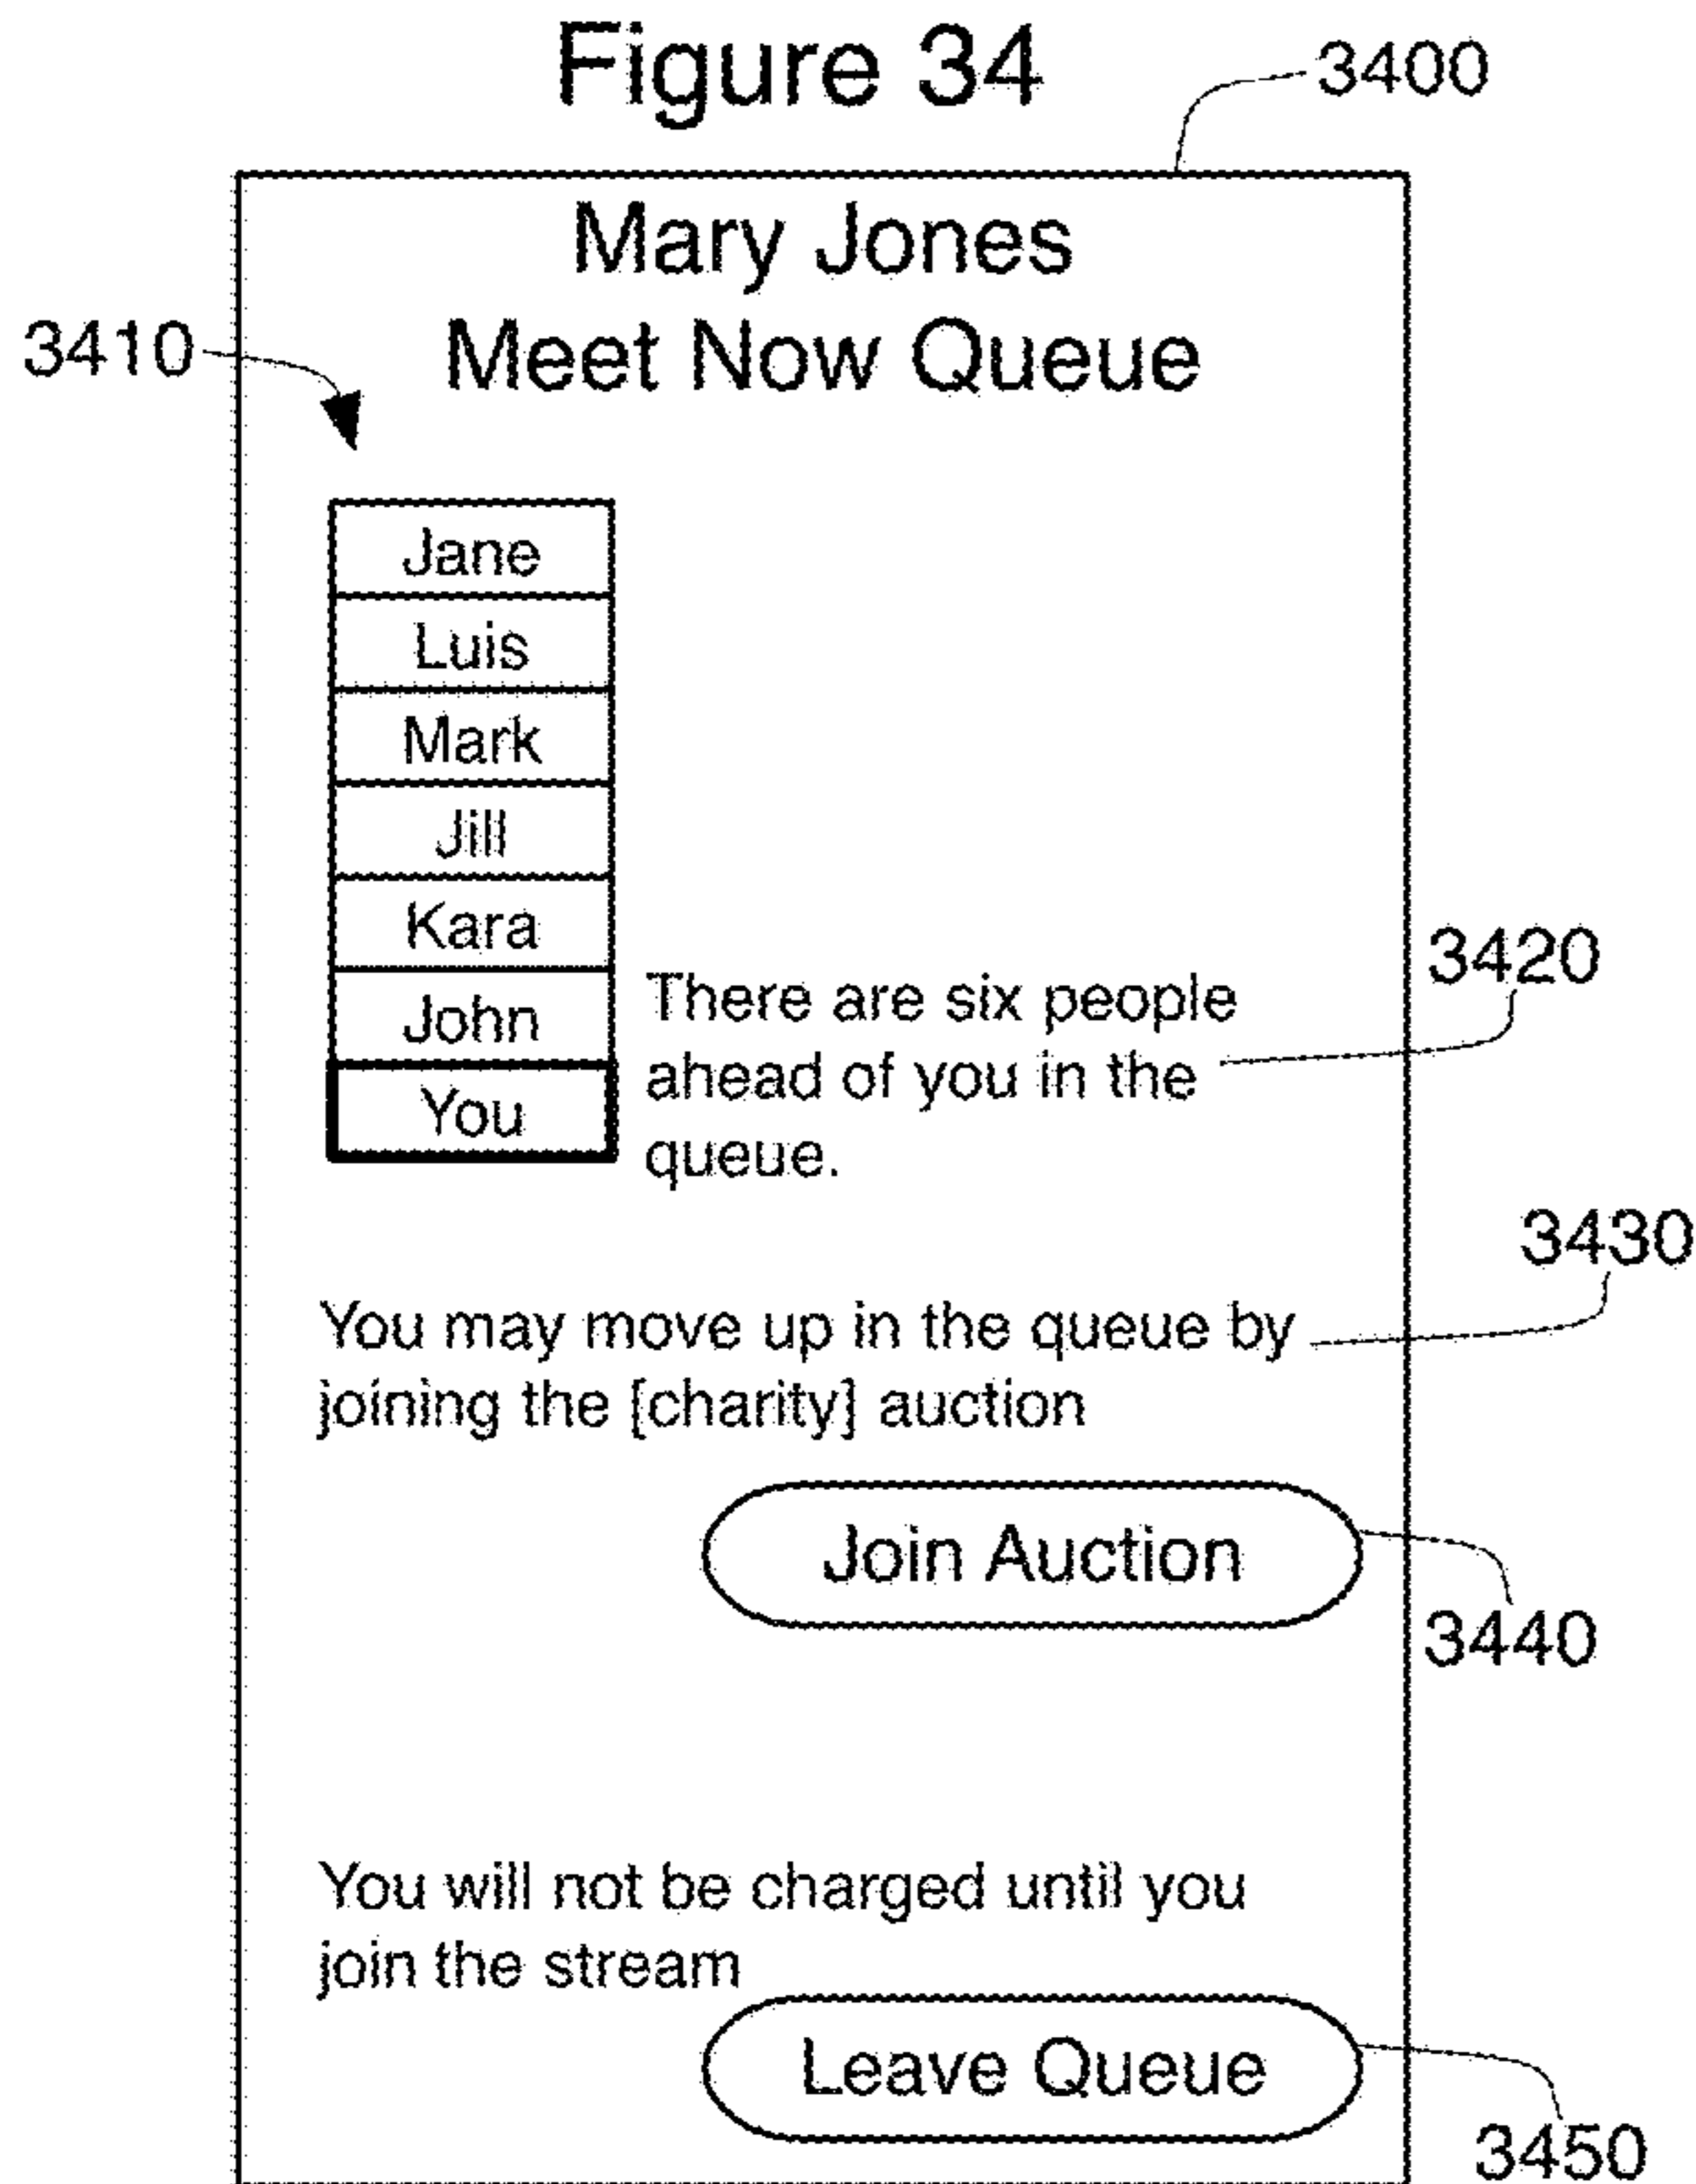 Figure 34
3400
Mary Jones
Meet Now Queue
3410
Jane
Luis
Mark
Jill
Kara
John
You
There are six people
ahead of you in the
queue.
3420
3430
You may move up in the queue by
joining the [charity] auction
Join Auction
3440
You will not be charged until you
join the stream
Leave Queue
3450